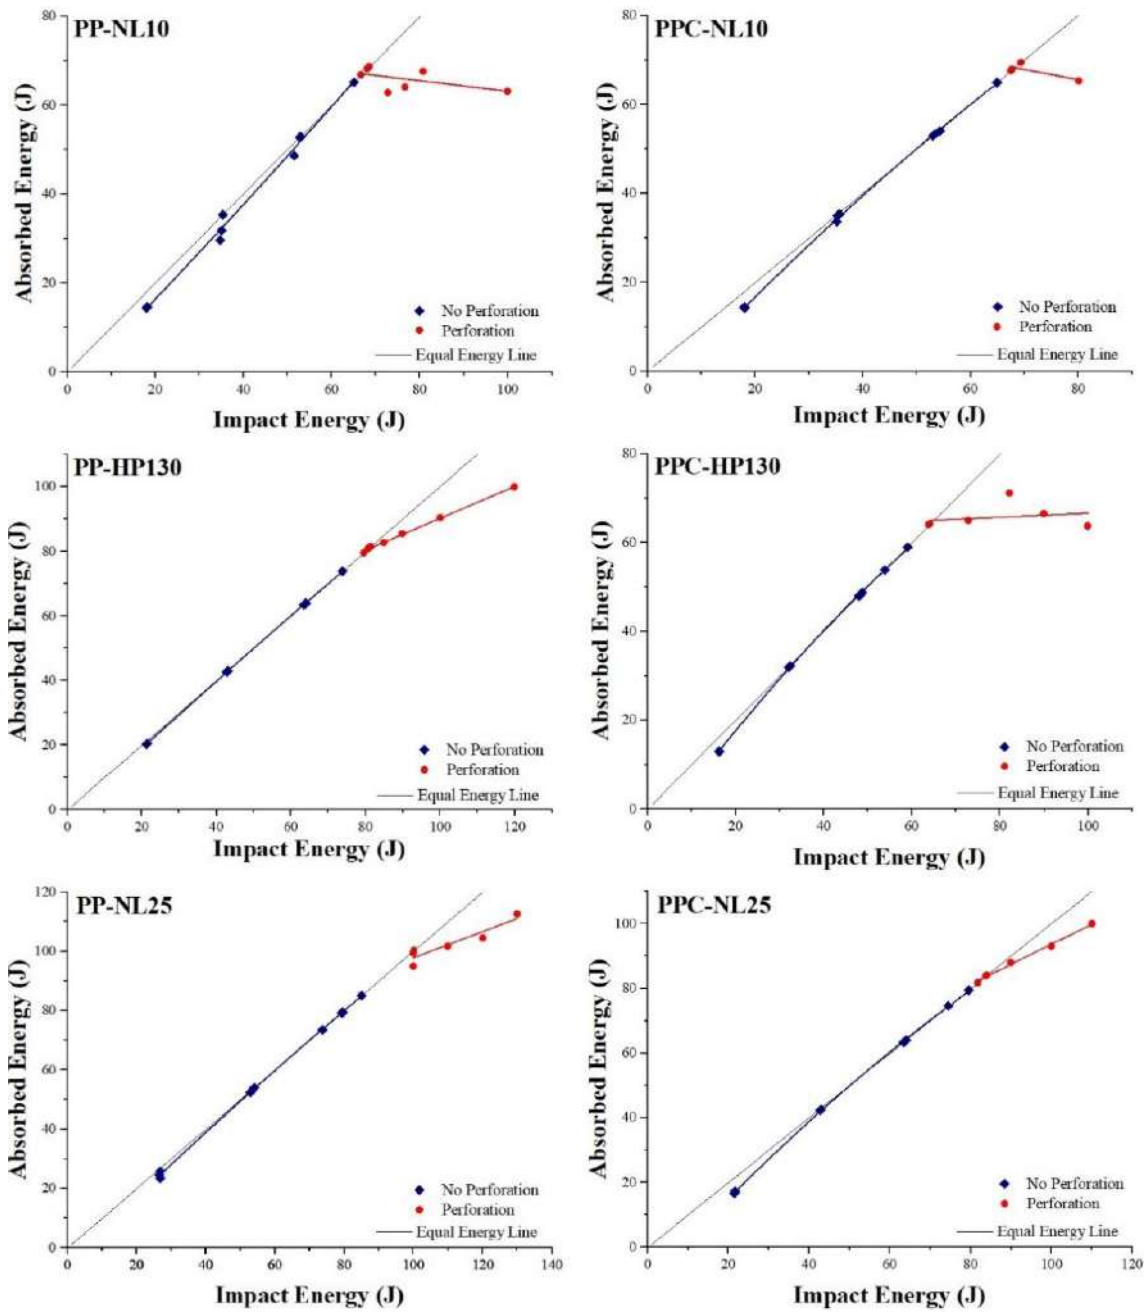 PP-NL10
80
60
40
20
0
Absorbed Energy (J)
No Perforation
Perforation
Equal Energy Line
0 20 40 60 80 100
Impact Energy (J)
PPC-NL10
80
60
40
20
0
Absorbed Energy (J)
No Perforation
Perforation
Equal Energy Line
0 20 40 60 80
Impact Energy (J)
PP-HP130
100
80
60
40
20
0
Absorbed Energy (J)
No Perforation
Perforation
Equal Energy Line
0 20 40 60 80 100 120
Impact Energy (J)
PPC-HP130
80
60
40
20
0
Absorbed Energy (J)
No Perforation
Perforation
Equal Energy Line
0 20 40 60 80 100
Impact Energy (J)
PP-NL25
120
100
80
60
40
20
0
Absorbed Energy (J)
No Perforation
Perforation
Equal Energy Line
0 20 40 60 80 100 120 140
Impact Energy (J)
PPC-NL25
100
80
60
40
20
0
Absorbed Energy (J)
No Perforation
Perforation
Equal Energy Line
0 20 40 60 80 100 120
Impact Energy (J)